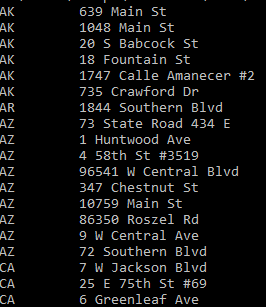 AK 639 Main St
AK 1048 Main St
AK 20 S Babcock St
AK 18 Fountain St
AK 1747 Calle Amanecer #2
AK 735 Crawford Dr
AR 1844 Southern Blvd
AZ 73 State Road 434 E
AZ 1 Huntwood Ave
AZ 4 58th St #3519
AZ 96541 W Central Blvd
AZ 347 Chestnut St
AZ 10759 Main St
AZ 86350 Roszel Rd
AZ 9 W Central Ave
AZ 72 Southern Blvd
CA 7 W Jackson Blvd
CA 25 E 75th St #69
CA 6 Greenleaf Ave